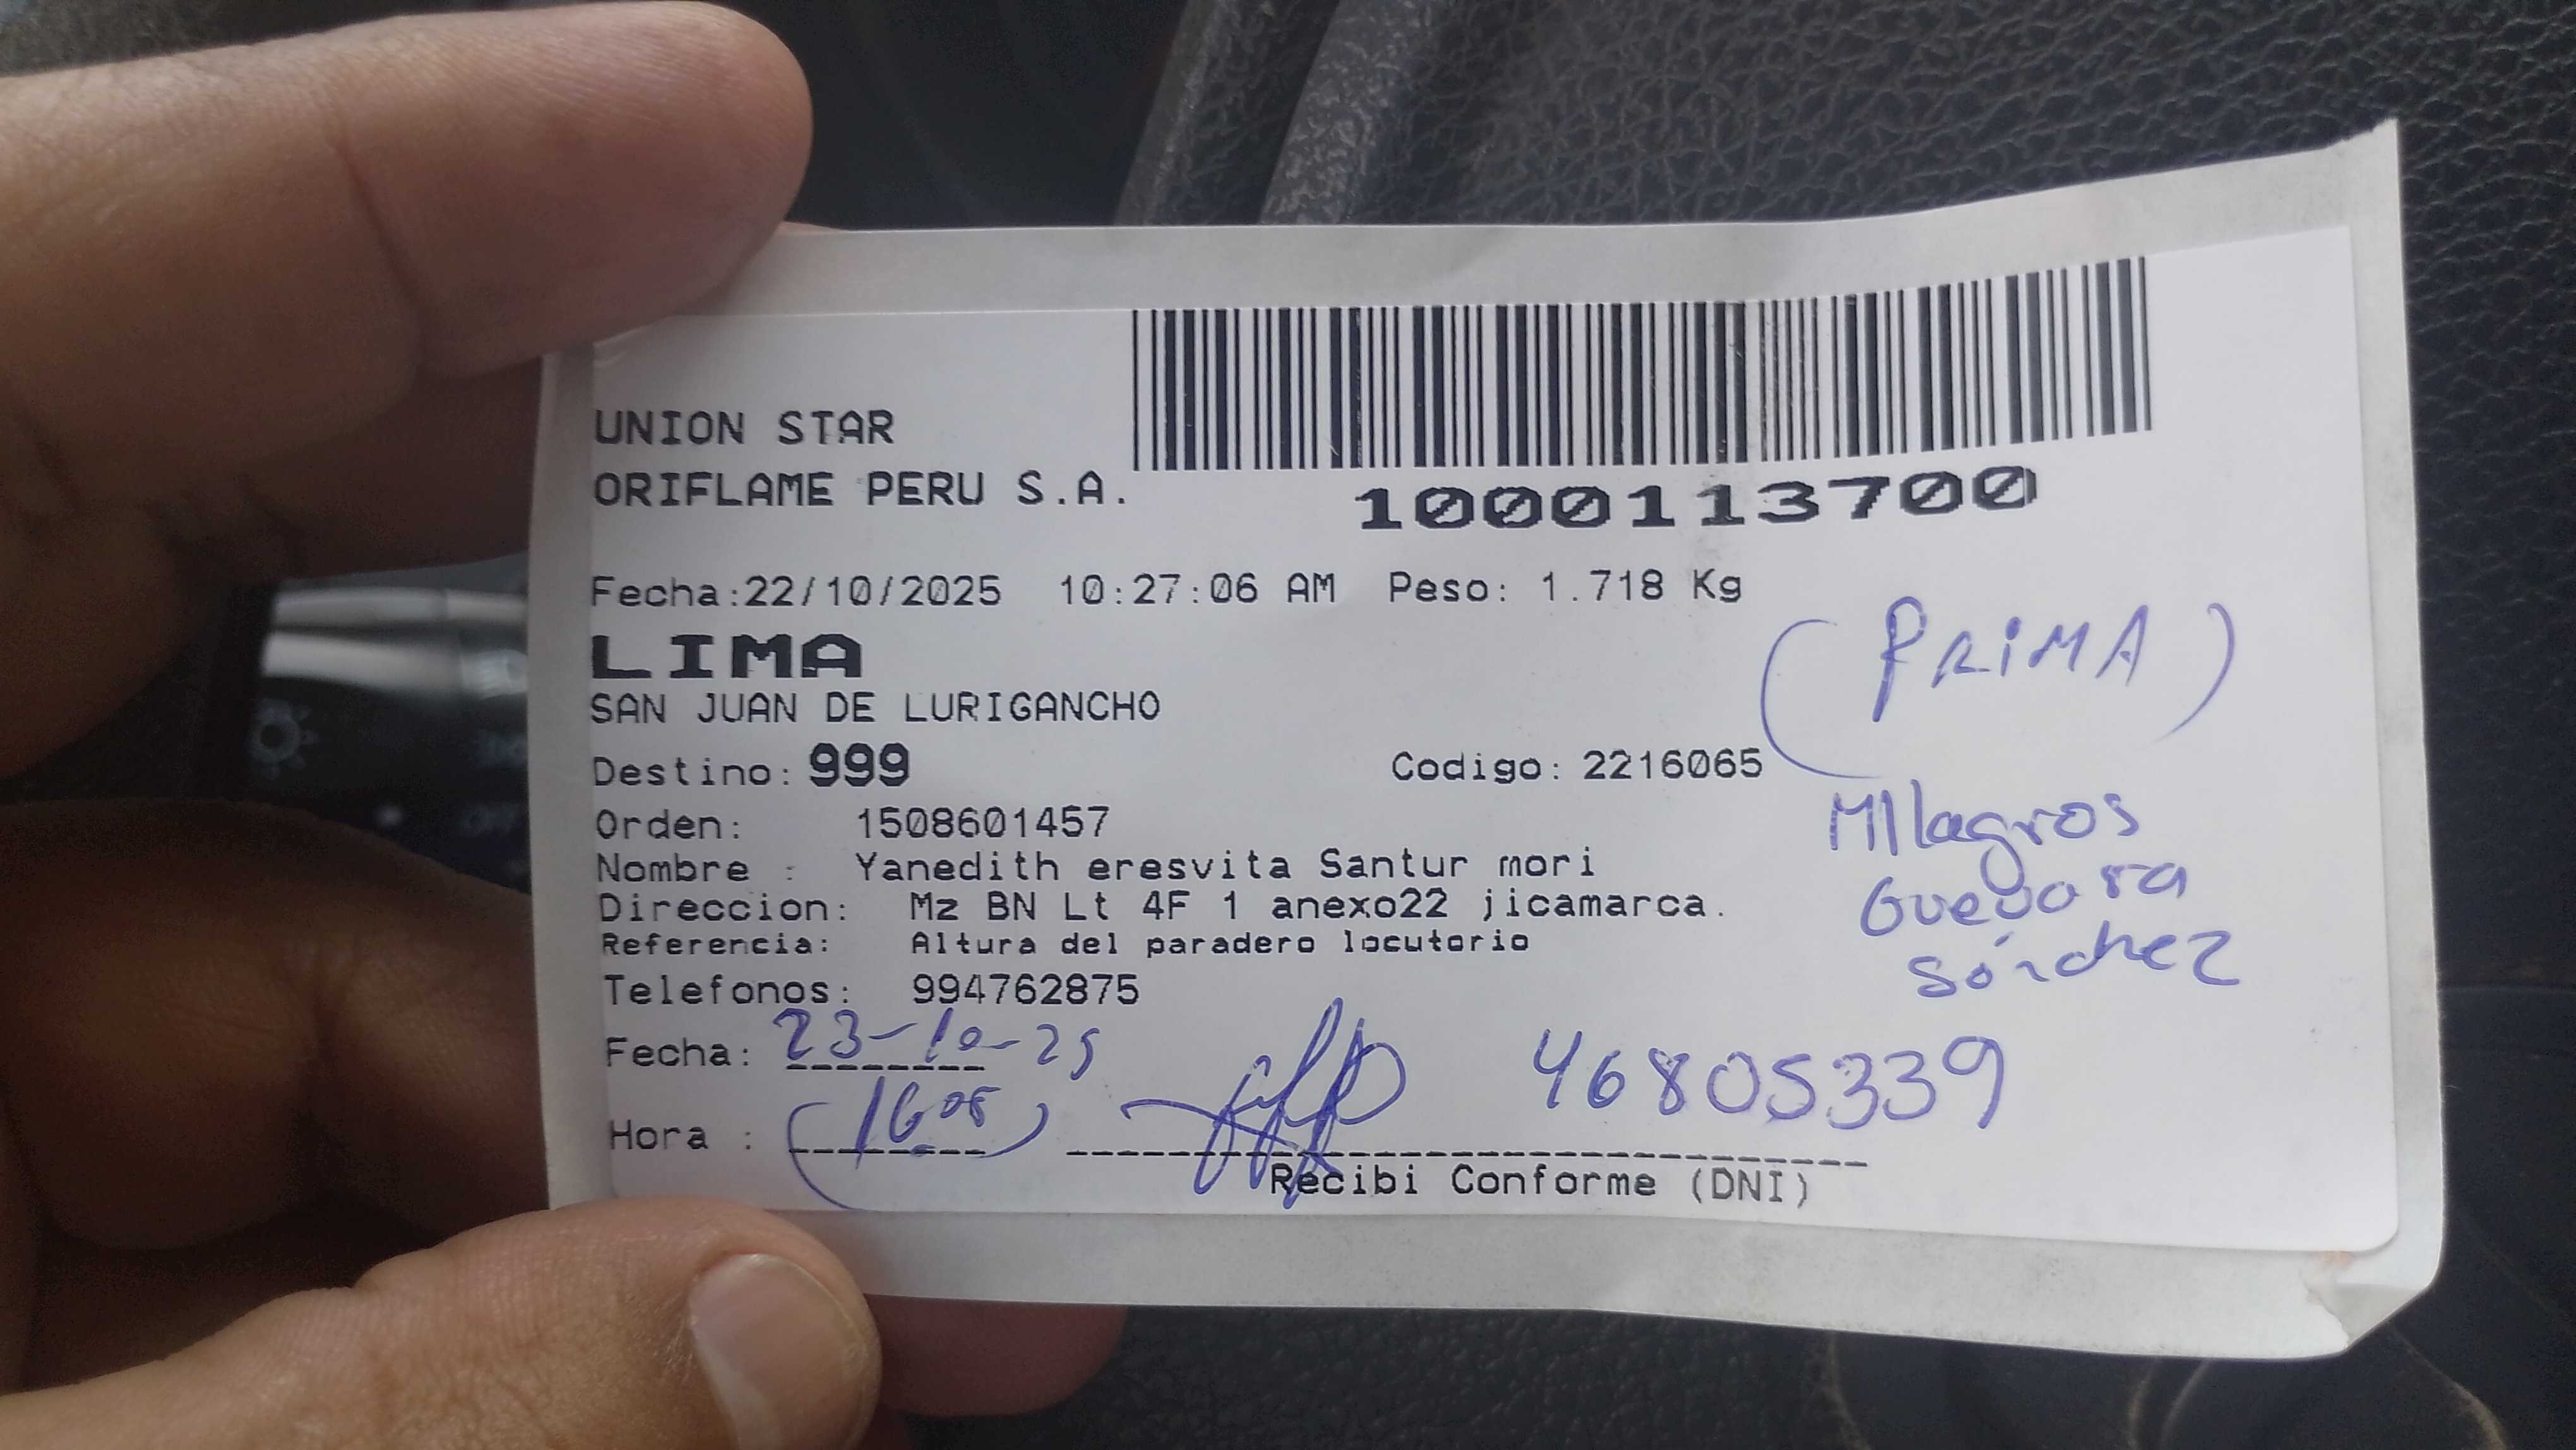 UNION STAR
ORIFLAME PERU S.A.
1000113700
Fecha:22/10/2025 10:27:06 AM Peso: 1.718 Kg
LIMA
(PRiMA)
SAN JUAN DE LURIGANCHO
Destino: 999 Codigo: 2216065
Orden: 1508601457
Milagros
Guevara
Sánchez
Nombre : Yanedith eresvita Santur mori
Direccion: Mz BN Lt 4F 1 anexo22 jicamarca.
Referencia: Altura del paradero locutorio
Telefonos: 994762875
Fecha: 23-10-25
46805339
Hora : (16 05)
Recibi Conforme (DNI)